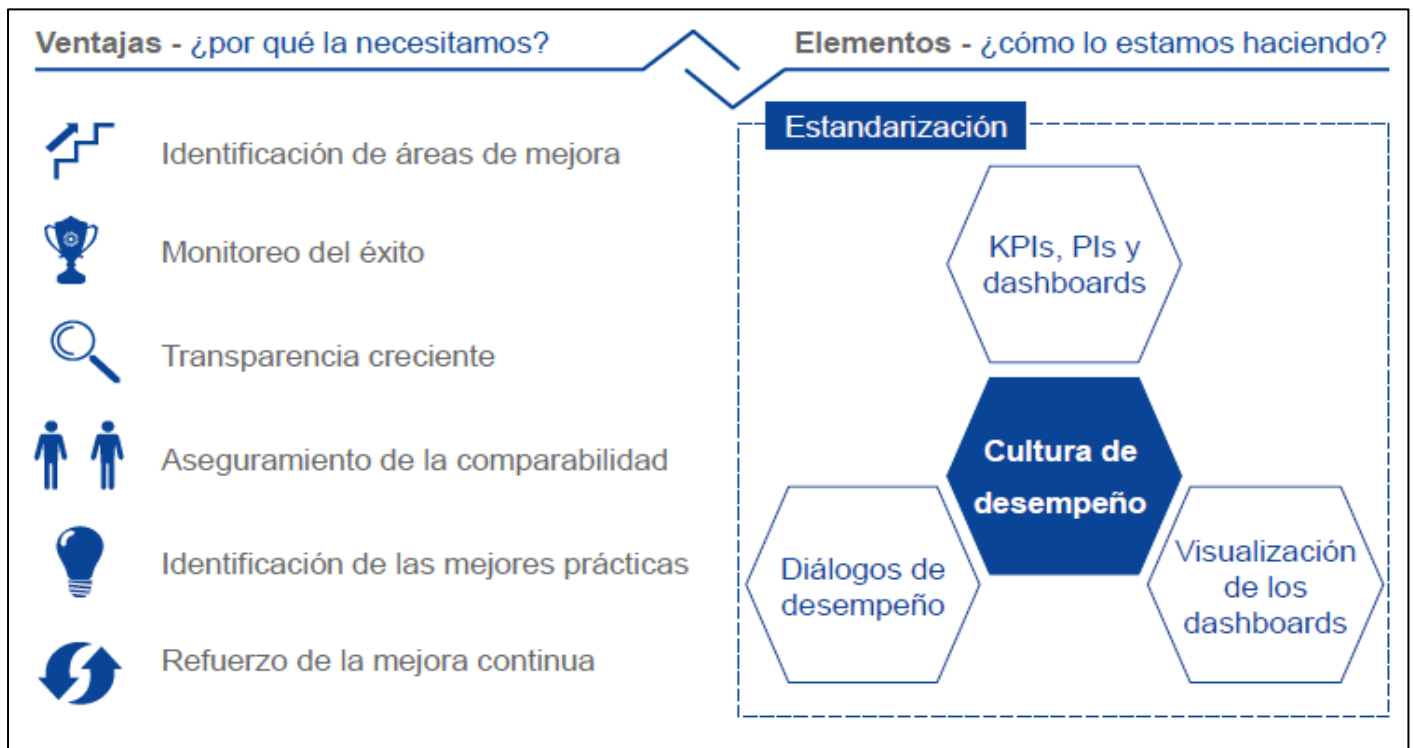 Ventajas - ¿por qué la necesitamos?
Identificación de áreas de mejora
Monitoreo del éxito
Transparencia creciente
Aseguramiento de la comparabilidad
Identificación de las mejores prácticas
Refuerzo de la mejora continua
Elementos - ¿cómo lo estamos haciendo?
Estandarización
KPIs, PIs y
dashboards
Cultura de
desempeño
Diálogos de
desempeño
Visualización
de los
dashboards